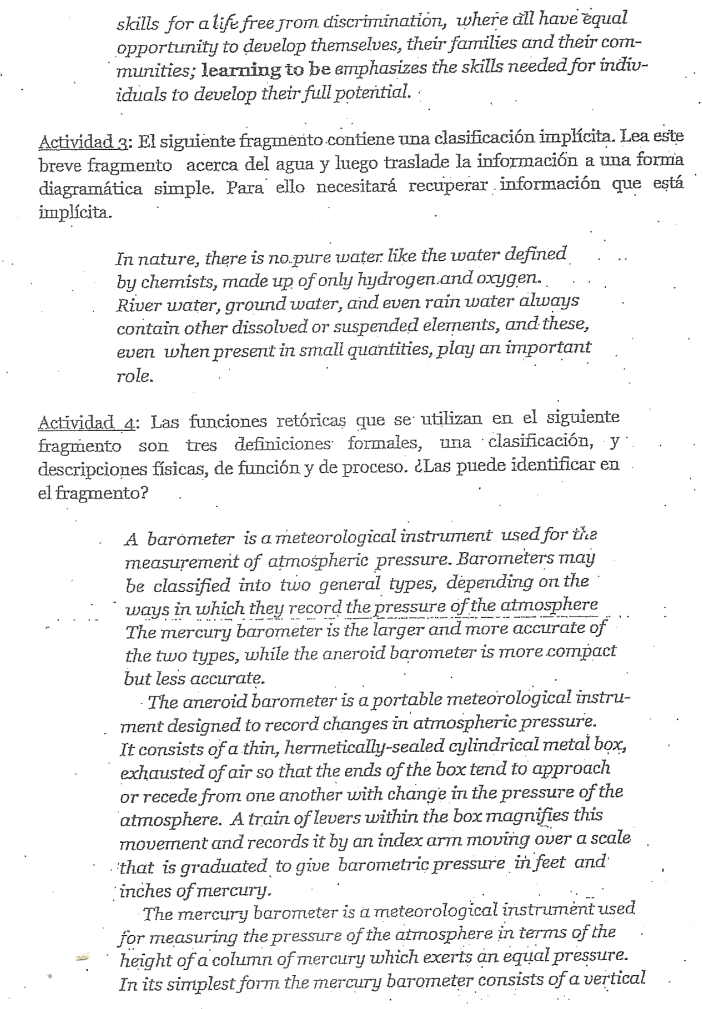 skills for a life free from discrimination, where all have equal
opportunity to develop themselves, their families and their com-
munities; learning to be emphasizes the skills needed for indiv-
iduals to develop their full potential.
Actividad 3: El siguiente fragmento contiene una clasificación implícita. Lea este
breve fragmento acerca del agua y luego traslade la información a una forma
diagramática simple. Para ello necesitará recuperar información que está
implícita.
In nature, there is no pure water like the water defined
by chemists, made up of only hydrogen and oxygen.
River water, ground water, and even rain water always
contain other dissolved or suspended elements, and these,
even when present in small quantities, play an important
role.
Actividad 4: Las funciones retóricas que se utilizan en el siguiente
fragmento son tres definiciones formales, una clasificación, y
descripciones físicas, de función y de proceso. ¿Las puede identificar en
el fragmento?
A barometer is a meteorological instrument used for the
measurement of atmospheric pressure. Barometers may
be classified into two general types, depending on the
ways in which they record the pressure of the atmosphere
The mercury barometer is the larger and more accurate of
the two types, while the aneroid barometer is more compact
but less accurate.
The aneroid barometer is a portable meteorological instru-
ment designed to record changes in atmospheric pressure.
It consists of a thin, hermetically-sealed cylindrical metal box,
exhausted of air so that the ends of the box tend to approach
or recede from one another with change in the pressure of the
atmosphere. A train of levers within the box magnifies this
movement and records it by an index arm moving over a scale
that is graduated to give barometric pressure in feet and
inches of mercury.
The mercury barometer is a meteorological instrument used
for measuring the pressure of the atmosphere in terms of the
height of a column of mercury which exerts an equal pressure.
In its simplest form the mercury barometer consists of a vertical